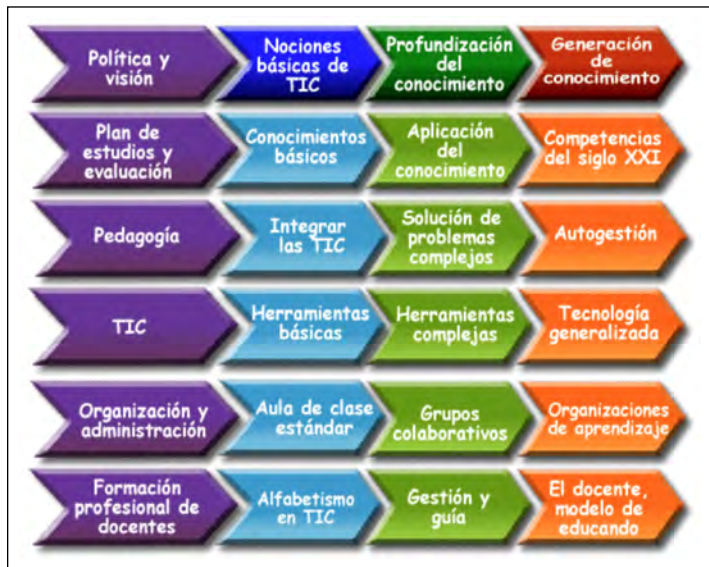 Política y
visión
Nociones
básicas de
TIC
Profundización
del
conocimiento
Generación
de
conocimiento
Plan de
estudios y
evaluación
Conocimientos
básicos
Aplicación
del
conocimiento
Competencias
del siglo XXI
Pedagogía
Integrar
las TIC
Solución de
problemas
complejos
Autogestión
TIC
Herramientas
básicas
Herramientas
complejas
Tecnología
generalizada
Organización y
administración
Aula de clase
estándar
Grupos
colaborativos
Organizaciones
de aprendizaje
Formación
profesional de
docentes
Alfabetismo
en TIC
Gestión y
guía
El docente,
modelo de
educando